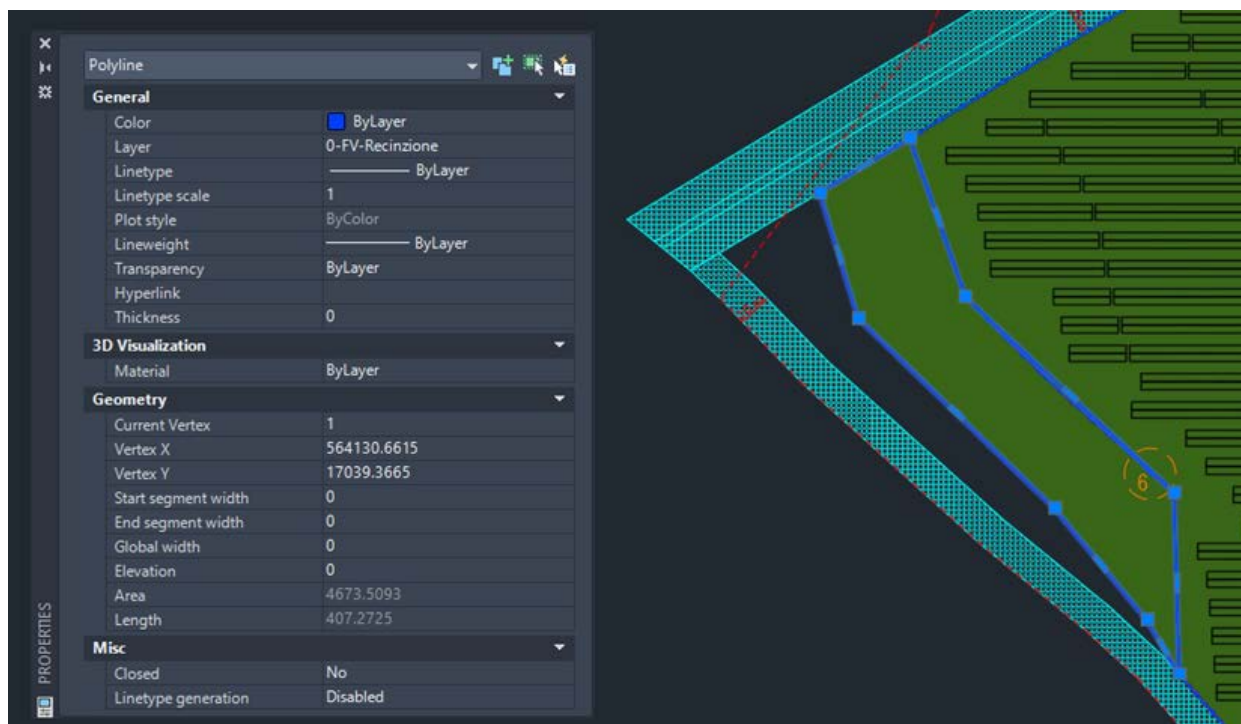 Polyline
General
Color ByLayer
Layer 0-FV-Recinzione
Linetype ByLayer
Linetype scale 1
Plot style ByColor
Lineweight ByLayer
Transparency ByLayer
Hyperlink
Thickness 0
3D Visualization
Material ByLayer
Geometry
Current Vertex 1
Vertex X 564130.6615
Vertex Y 17039.3665
Start segment width 0
End segment width 0
Global width 0
Elevation 0
Area 4673.5093
Length 407.2725
Misc
Closed No
Linetype generation Disabled
PROPERTIES
6